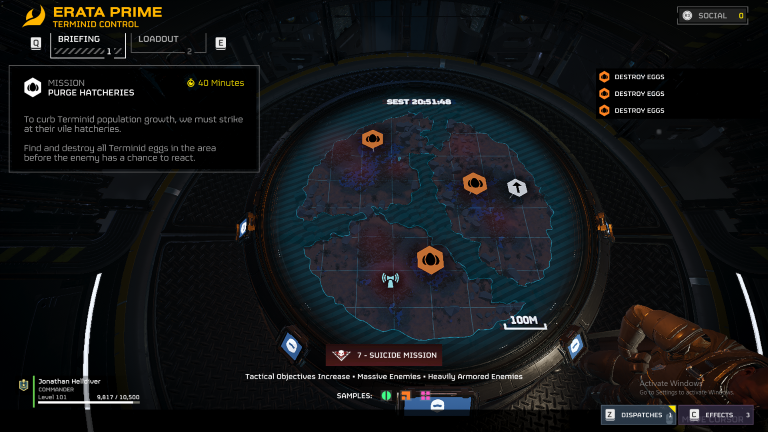 ERATA PRIME
TERMINID CONTROL
SOCIAL 0
Q
BRIEFING
1
LOADOUT
2
E
MISSION
PURGE HATCHERIES
40 Minutes
To curb Terminid population growth, we must strike
at their vile hatcheries.
Find and destroy all Terminid eggs in the area
before the enemy has a chance to react.
DESTROY EGGS
DESTROY EGGS
DESTROY EGGS
SEST 20:51:48
100M
7 - SUICIDE MISSION
Tactical Objectives Increase • Massive Enemies • Heavily Armored Enemies
SAMPLES:
Jonathan Helldiver
COMMANDER
Level 101
9,817 / 10,500
Activate Windows
Go to Settings to activate Windows.
Z DISPATCHES 1
C EFFECTS 3